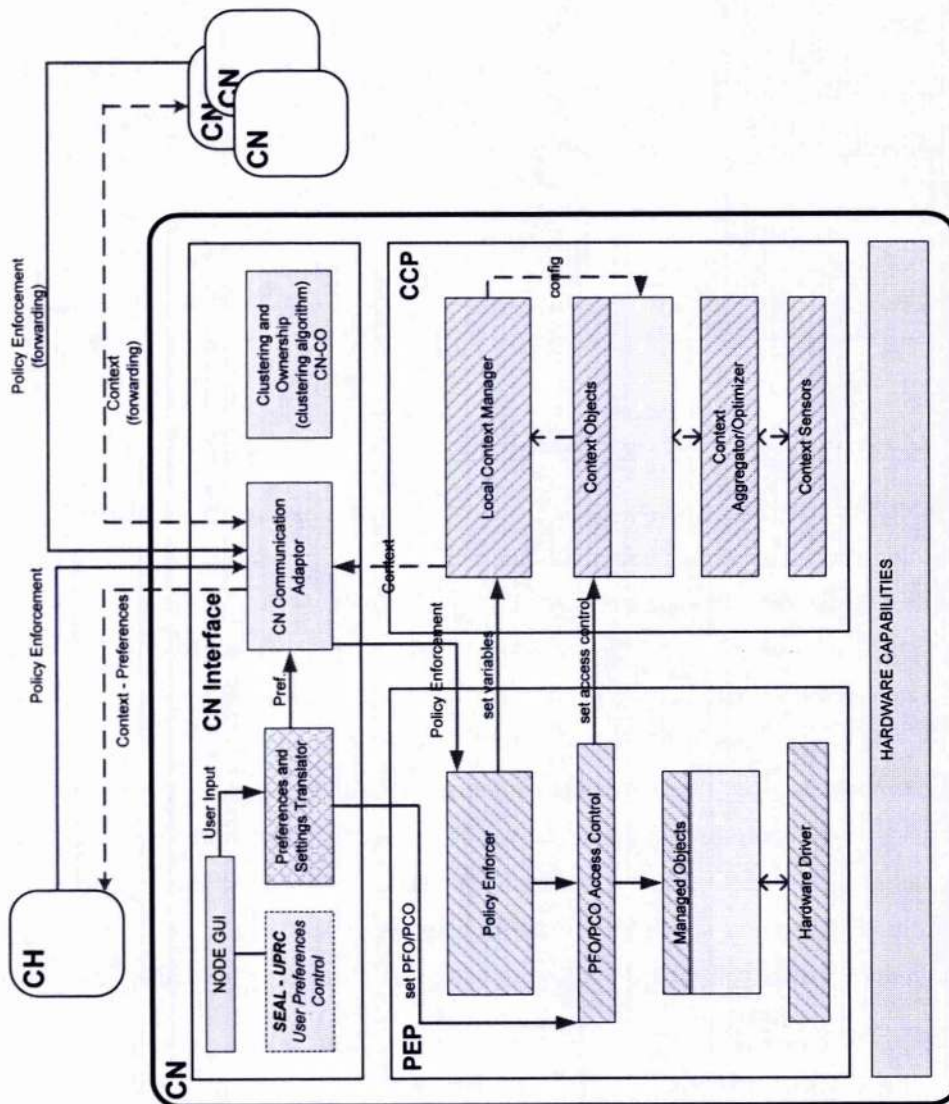 CH
Policy Enforcement
Context - Preferences
Policy Enforcement
(forwarding)
Context
(forwarding)
CN
CN
CN
CN
CN Interface
NODE GUI
SEAL - UPRC
User Preferences
Control
User Input
Preferences and
Settings Translator
Pref.
CN Communication
Adaptor
Clustering and
Ownership
(clustering algorithm)
CN-CO
set PFO/PCO
Policy Enforcement
Context
PEP
Policy Enforcer
PFO/PCO Access Control
Managed Objects
Hardware Driver
set variables
set access control
CCP
Local Context Manager
config
Context Objects
Context
Aggregator/Optimizer
Context Sensors
HARDWARE CAPABILITIES